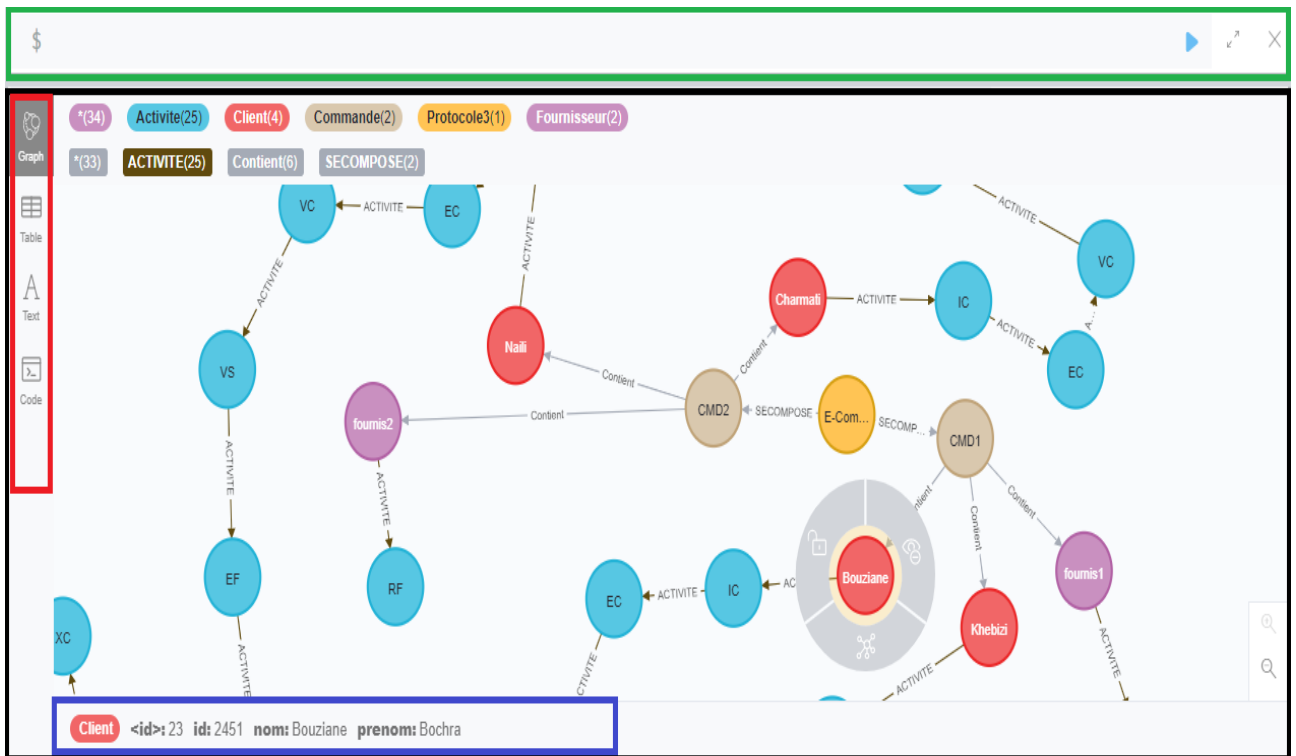 $
Graph
Table
Text
Code
*(34) Activite(25) Client(4) Commande(2) Protocole3(1) Fournisseur(2)
*(33) ACTIVITE(25) Contient(6) SECOMPOSE(2)
VC
ACTIVITE
EC
ACTIVITE
ACTIVITE
ACTIVITE
VC
Charmati
ACTIVITE
IC
ACTIVITE
A...
EC
Naili
Contient
Contient
VS
fournis2
Contient
CMD2
SECOMPOSE
E-Com...
SECOMP...
CMD1
ACTIVITE
ACTIVITE
ntient
Contient
Contient
EF
RF
EC
ACTIVITE
IC
AC
Bouziane
fournis1
Khebizi
XC
ACTIVITE
CTIVITE
ACTIVITE
ACTIVITE
Client <id>: 23 id: 2451 nom: Bouziane prenom: Bochra